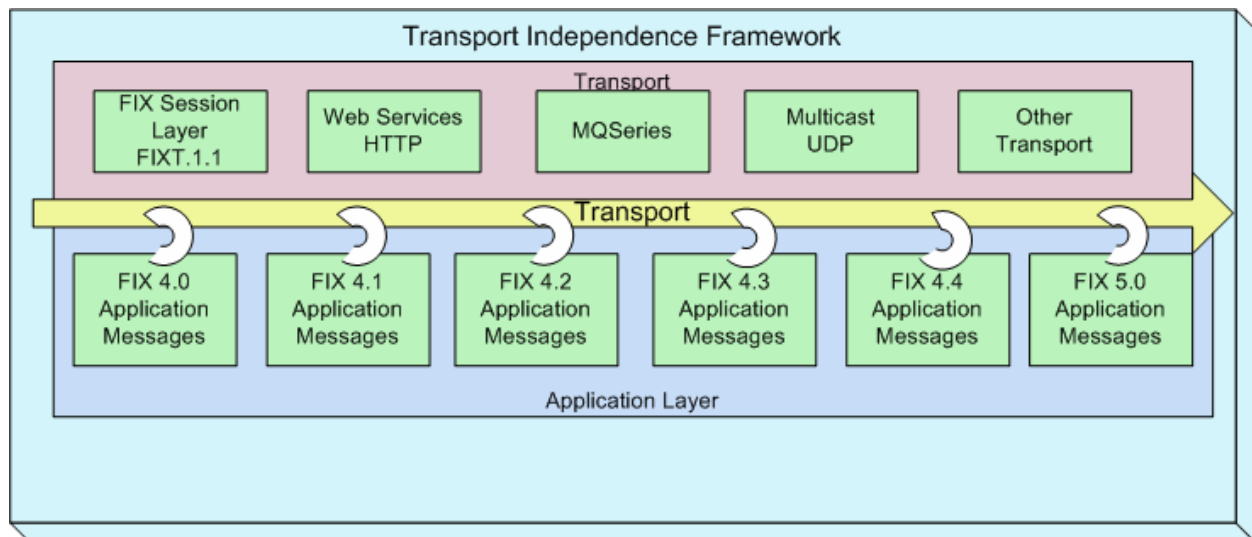 Transport Independence Framework
Transport
FIX Session
Layer
FIXT.1.1
Web Services
HTTP
MQSeries
Multicast
UDP
Other
Transport
Transport
FIX 4.0
Application
Messages
FIX 4.1
Application
Messages
FIX 4.2
Application
Messages
FIX 4.3
Application
Messages
FIX 4.4
Application
Messages
FIX 5.0
Application
Messages
Application Layer